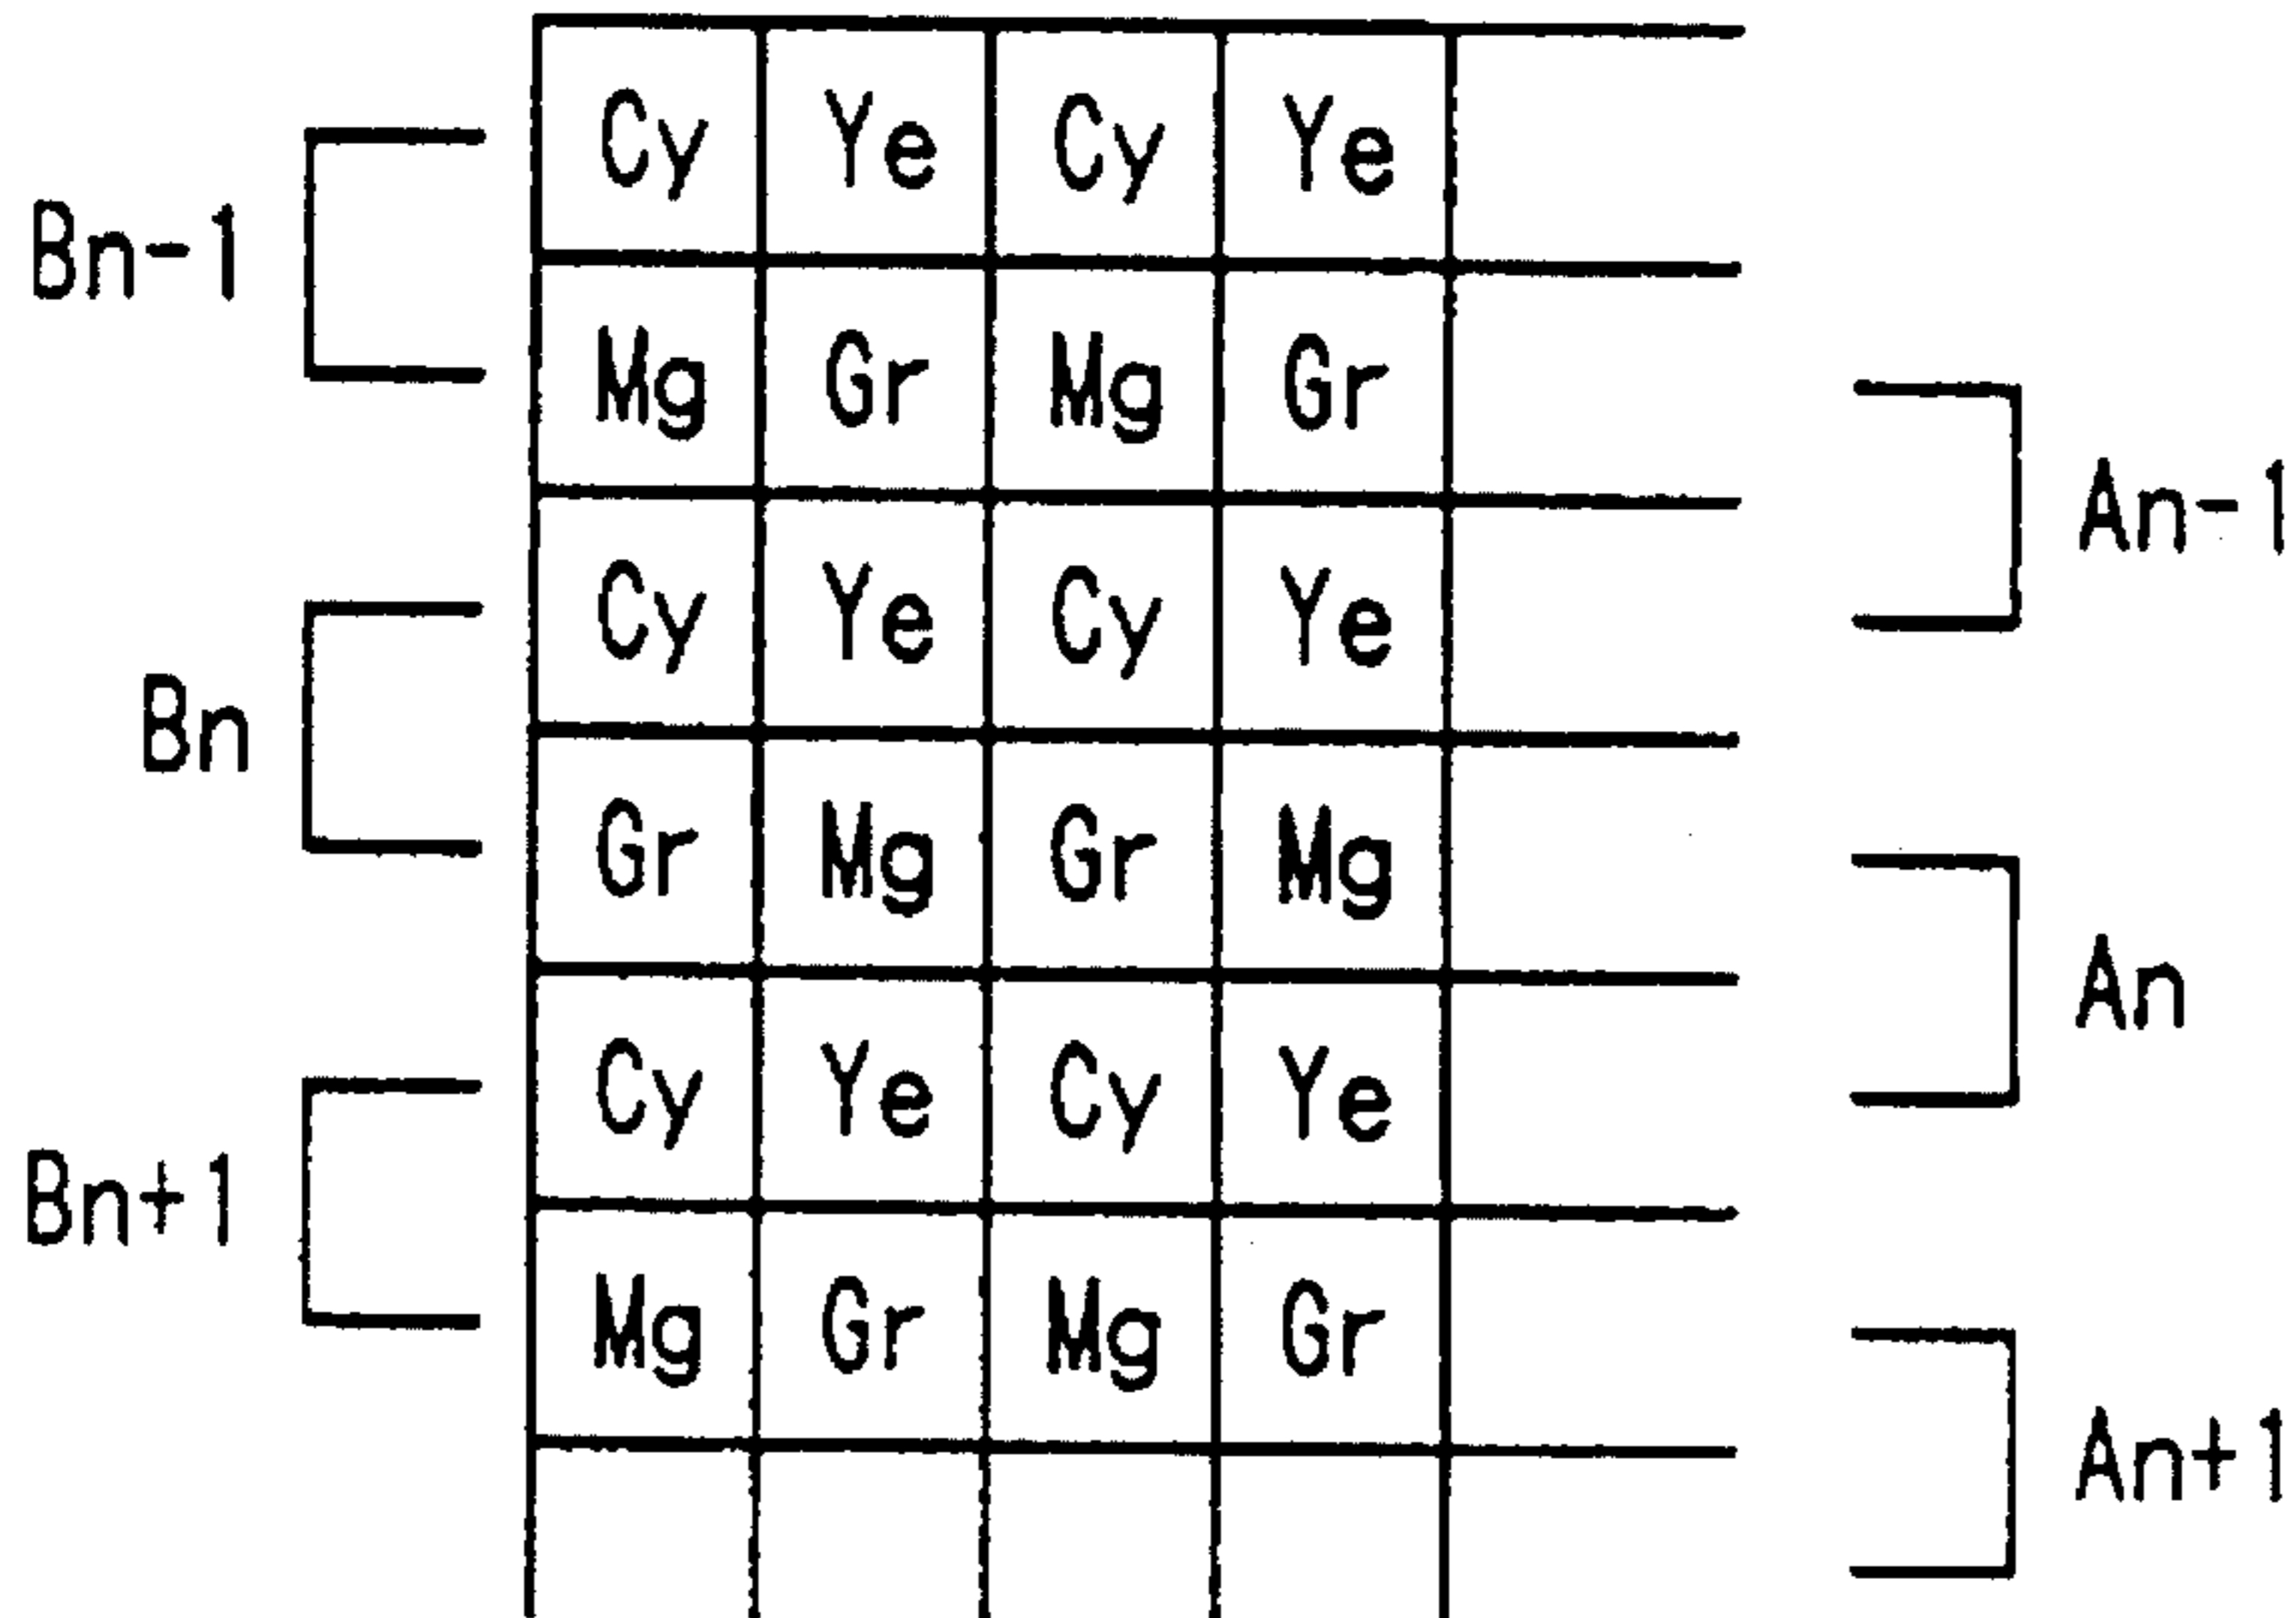 Cy Ye Cy Ye
Bn-1
Mg Gr Mg Gr
An-1
Cy Ye Cy Ye
Bn
Gr Mg Gr Mg
An
Cy Ye Cy Ye
Bn+1
Mg Gr Mg Gr
An+1